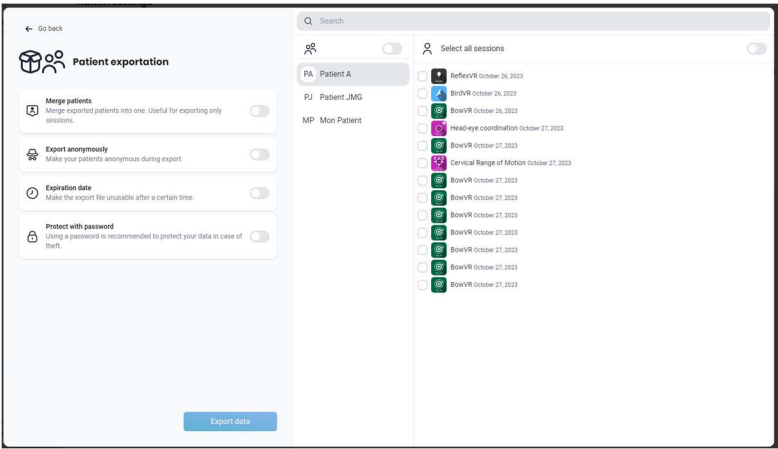 Go back
Patient exportation
Merge patients
Merge exported patients into one. Useful for exporting only
sessions.
Export anonymously
Make your patients anonymous during export
Expiration date
Make the export file unusable after a certain time.
Protect with password
Using a password is recommended to protect your data in case of
theft.
Export data
Search
PA Patient A
PJ Patient JMG
MP Mon Patient
Select all sessions
ReflexVR October 26, 2023
BirdVR October 26, 2023
BowVR October 26, 2023
Head-eye coordination October 27, 2023
BowVR October 27, 2023
Cervical Range of Motion October 27, 2023
BowVR October 27, 2023
BowVR October 27, 2023
BowVR October 27, 2023
BowVR October 27, 2023
BowVR October 27, 2023
BowVR October 27, 2023
BowVR October 27, 2023